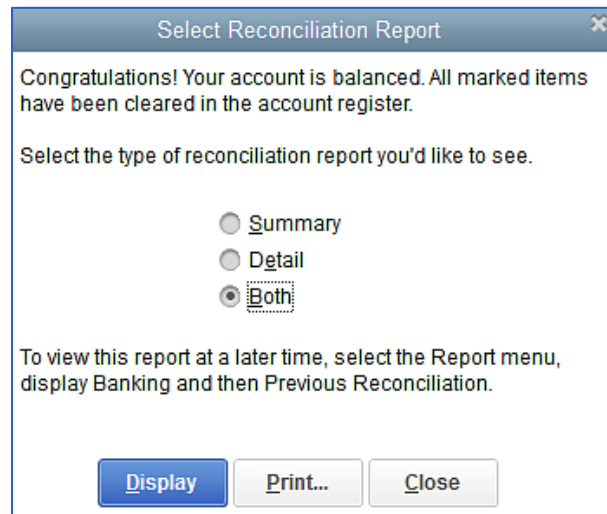 Select Reconciliation Report
Congratulations! Your account is balanced. All marked items
have been cleared in the account register.
Select the type of reconciliation report you'd like to see.
Summary
Detail
Both
To view this report at a later time, select the Report menu,
display Banking and then Previous Reconciliation.
Display Print... Close